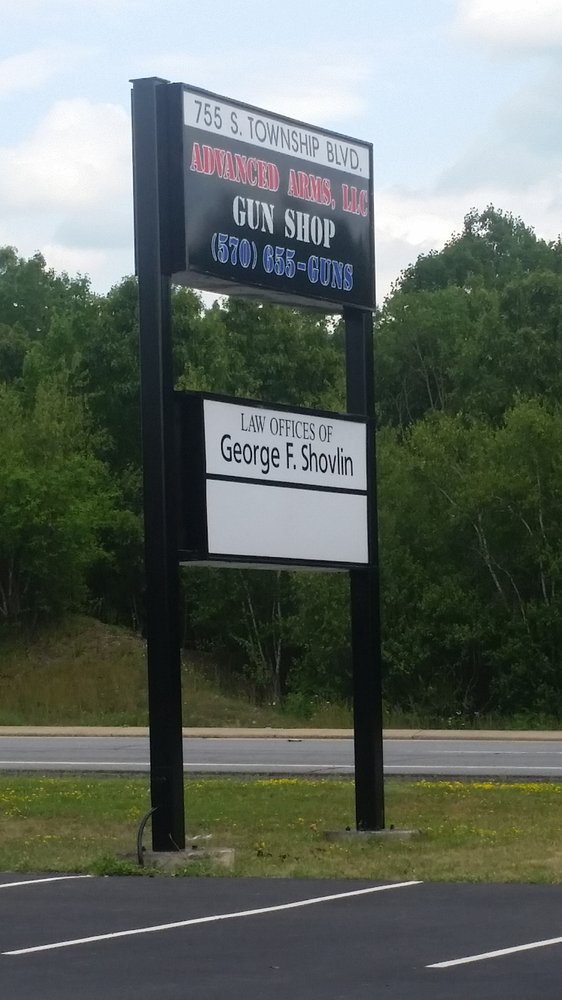 755 S. TOWNSHIP BLVD.
ADVANCED ARMS, LLC
GUN SHOP
(570) 655-GUNS
LAW OFFICES OF
George F. Shovlin